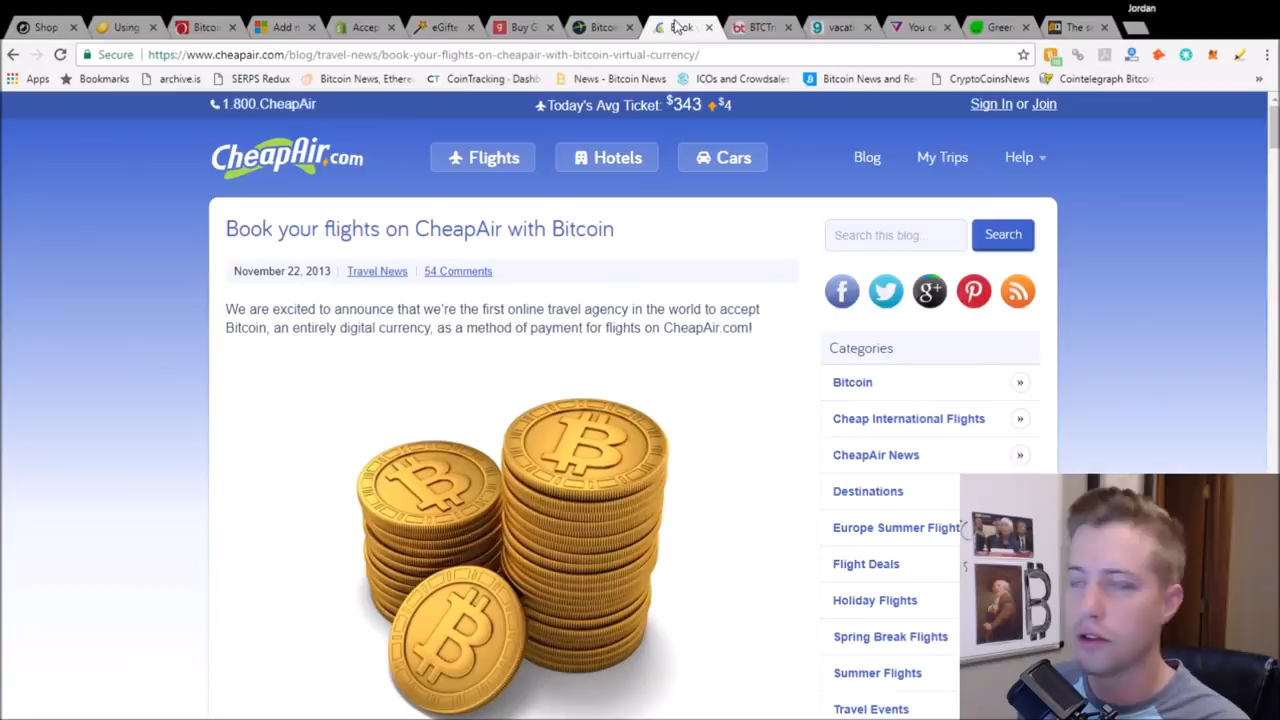 Jordan
Shop
Using
Bitcoin
Add n
Accep
eGifte
Buy G
Bitcoi
Book
BTCTn
vacati
You c
Green
The s
Secure | https://www.cheapair.com/blog/travel-news/book-your-flights-on-cheapair-with-bitcoin-virtual-currency/
Apps
Bookmarks
archive.is
SERPS Redux
Bitcoin News, Ethere
CoinTracking - Dashb
News - Bitcoin News
ICOs and Crowdsale
Bitcoin News and Re
CryptoCoinsNews
Cointelegraph Bitcoi
»
1.800.CheapAir
Today's Avg Ticket: $343 $4
Sign In or Join
CheapAir.com
Flights
Hotels
Cars
Blog
My Trips
Help
Book your flights on CheapAir with Bitcoin
November 22, 2013
Travel News
54 Comments
We are excited to announce that we're the first online travel agency in the world to accept
Bitcoin, an entirely digital currency, as a method of payment for flights on CheapAir.com!
Search this blog...
Search
Categories
Bitcoin
Cheap International Flights
CheapAir News
Destinations
Europe Summer Flight
Flight Deals
Holiday Flights
Spring Break Flights
Summer Flights
Travel Events